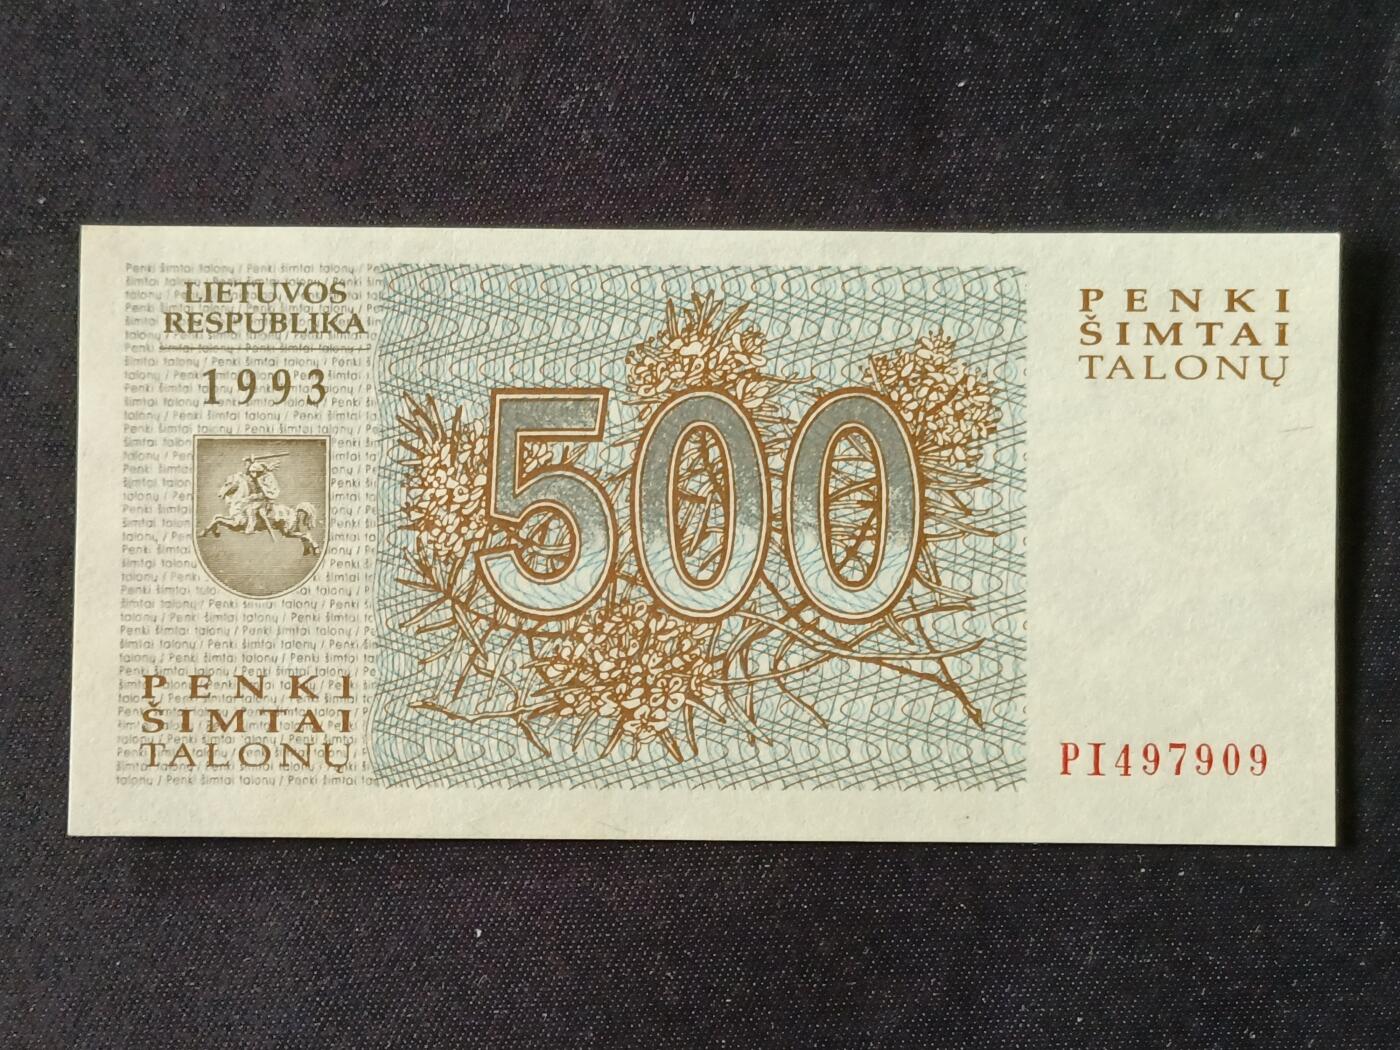 LIETUVOS
RESPUBLIKA
1993
PENKI
ŠIMTAI
TALONŲ
500
PENKI
ŠIMTAI
TALONŲ
PI497909